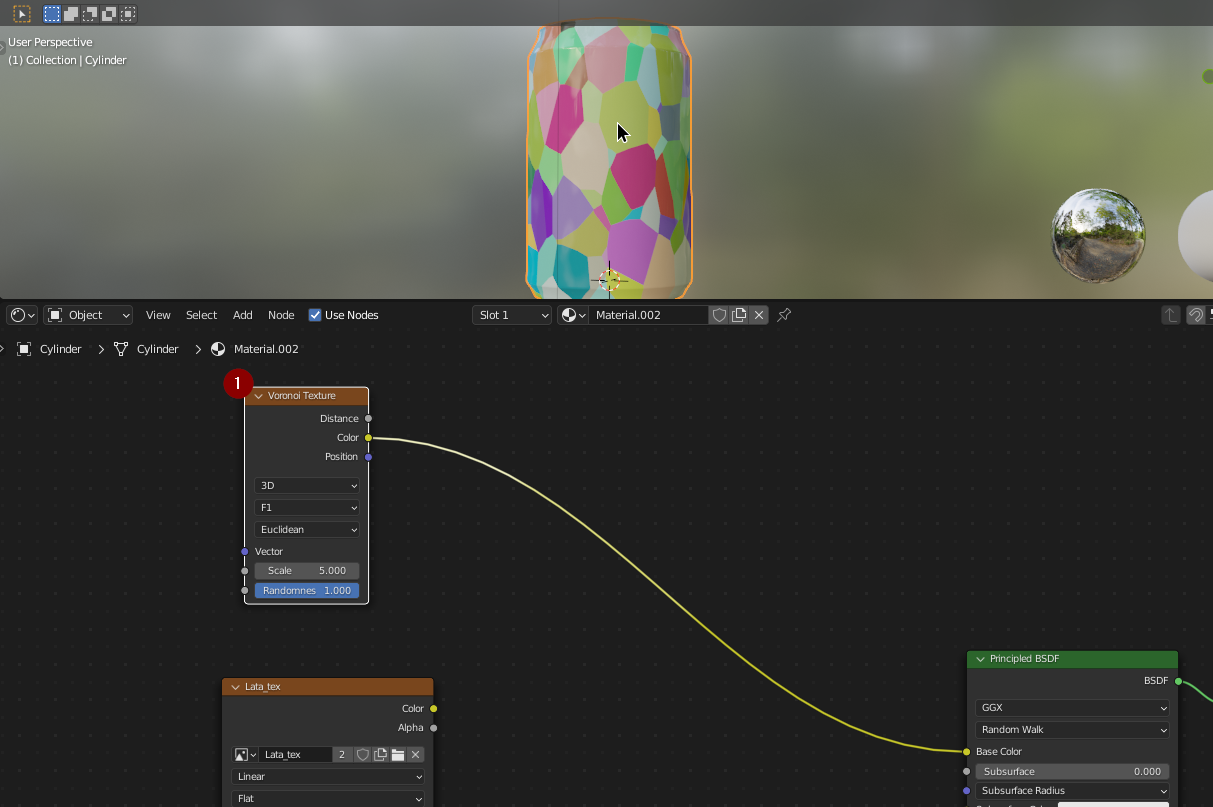 User Perspective
(1) Collection | Cylinder
Object
View
Select
Add
Node
Use Nodes
Slot 1
Material.002
Cylinder
Cylinder
Material.002
1
Voronoi Texture
Distance
Color
Position
3D
F1
Euclidean
Vector
Scale 5.000
Randomnes 1.000
Lata_tex
Color
Alpha
Lata_tex 2
Linear
Flat
Principled BSDF
BSDF
GGX
Random Walk
Base Color
Subsurface 0.000
Subsurface Radius